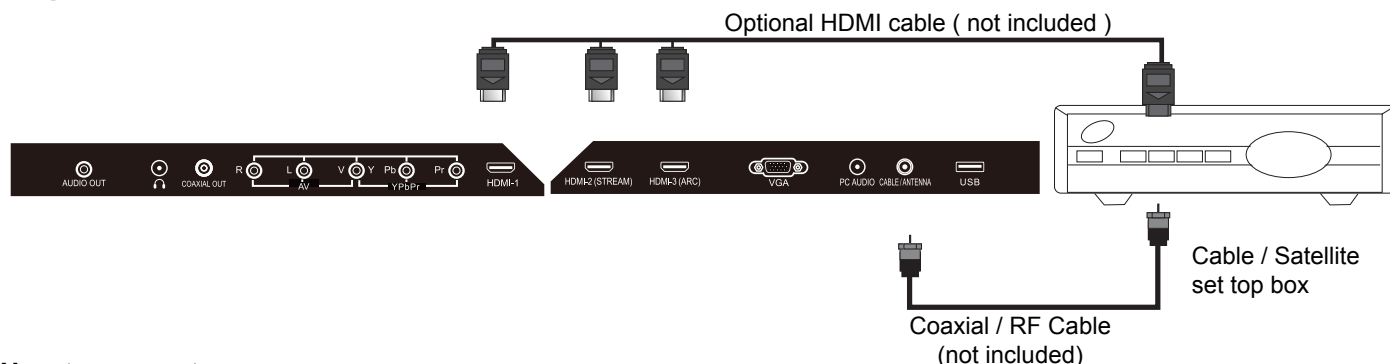 Optional HDMI cable ( not included )
AUDIO OUT
COAXIAL OUT
R
L
V
Y
Pb
Pr
AV
YPbPr
HDMI-1
HDMI-2 (STREAM)
HDMI-3 (ARC)
VGA
PC AUDIO
CABLE/ANTENNA
USB
Cable / Satellite
set top box
Coaxial / RF Cable
(not included)